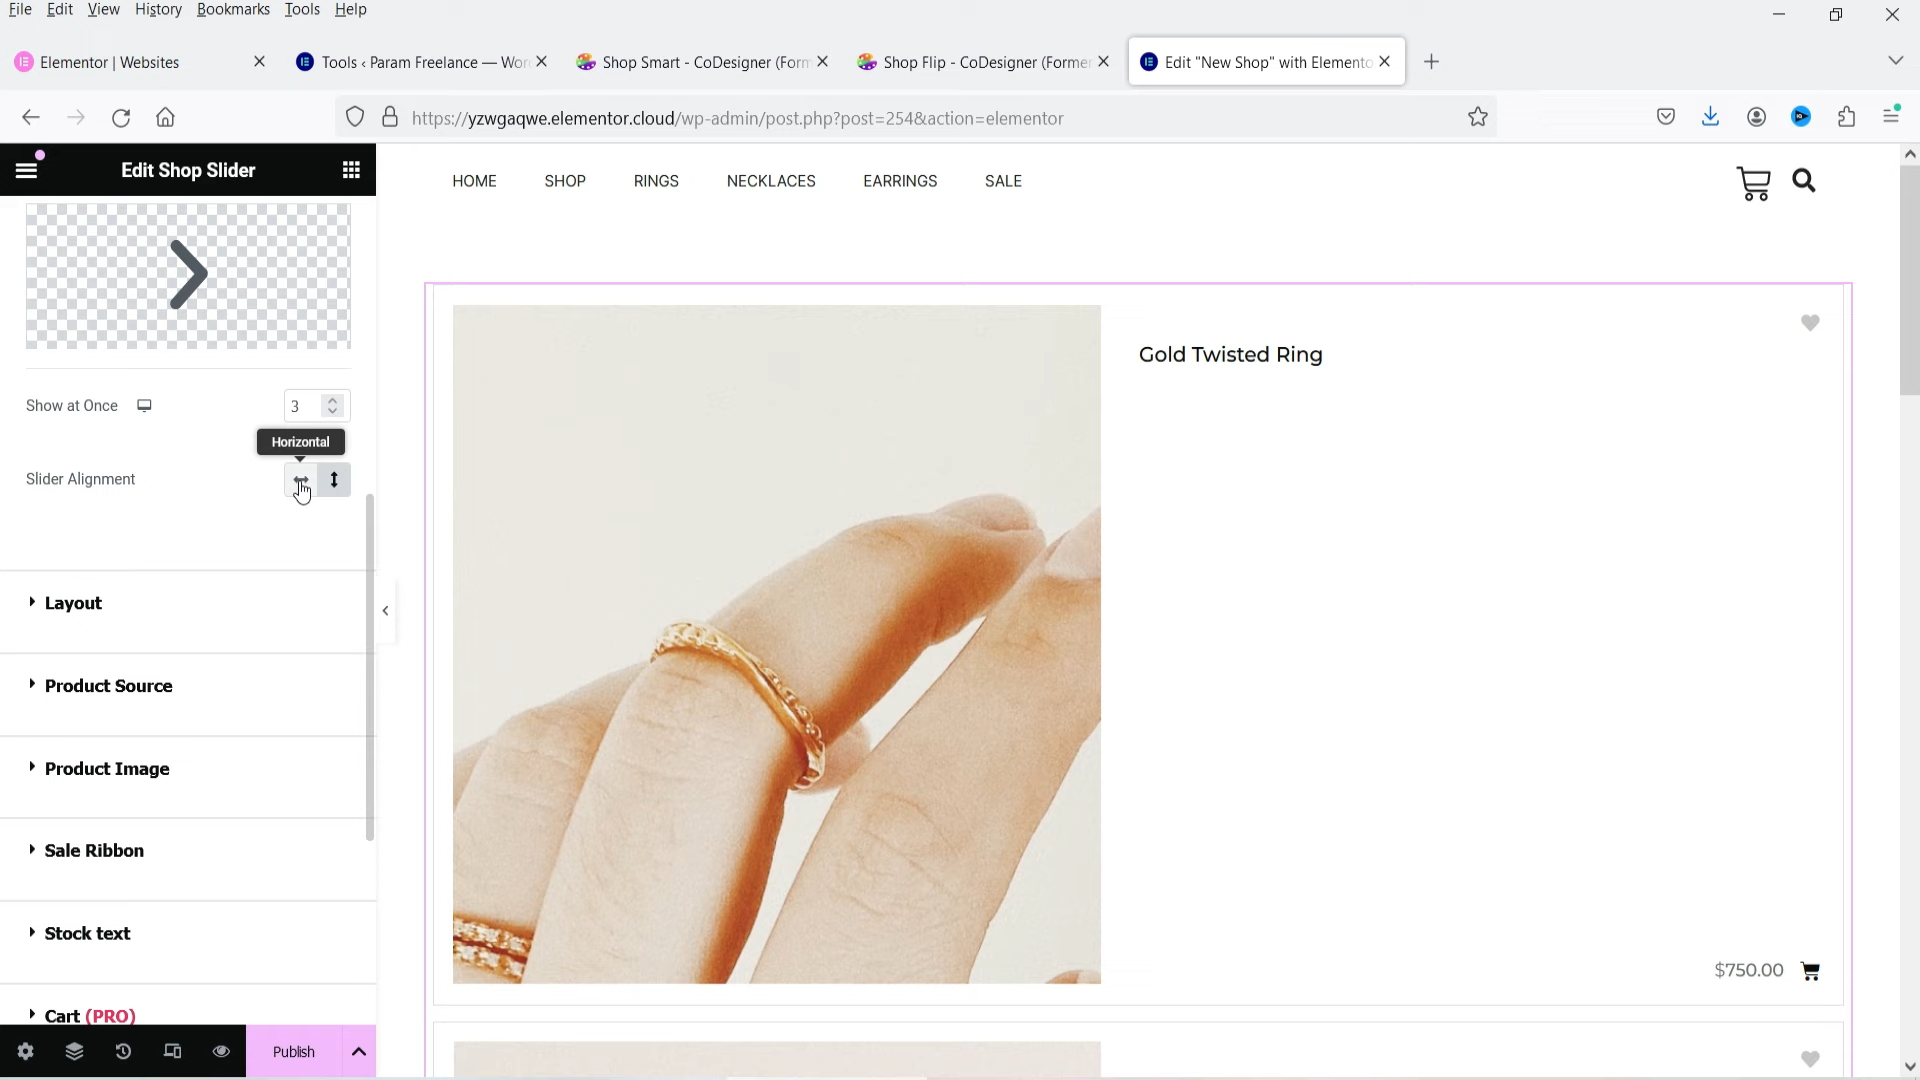 File Edit View History Bookmarks Tools Help
Elementor | Websites
Tools ‹ Param Freelance — Wor
Shop Smart - CoDesigner (Form
Shop Flip - CoDesigner (Former
Edit "New Shop" with Elemento
https://yzwgaqwe.elementor.cloud/wp-admin/post.php?post=254&action=elementor
Edit Shop Slider
HOME SHOP RINGS NECKLACES EARRINGS SALE
Gold Twisted Ring
Show at Once 3
Horizontal
Slider Alignment
Layout
Product Source
Product Image
Sale Ribbon
Stock text
$750.00
Cart (PRO)
Publish